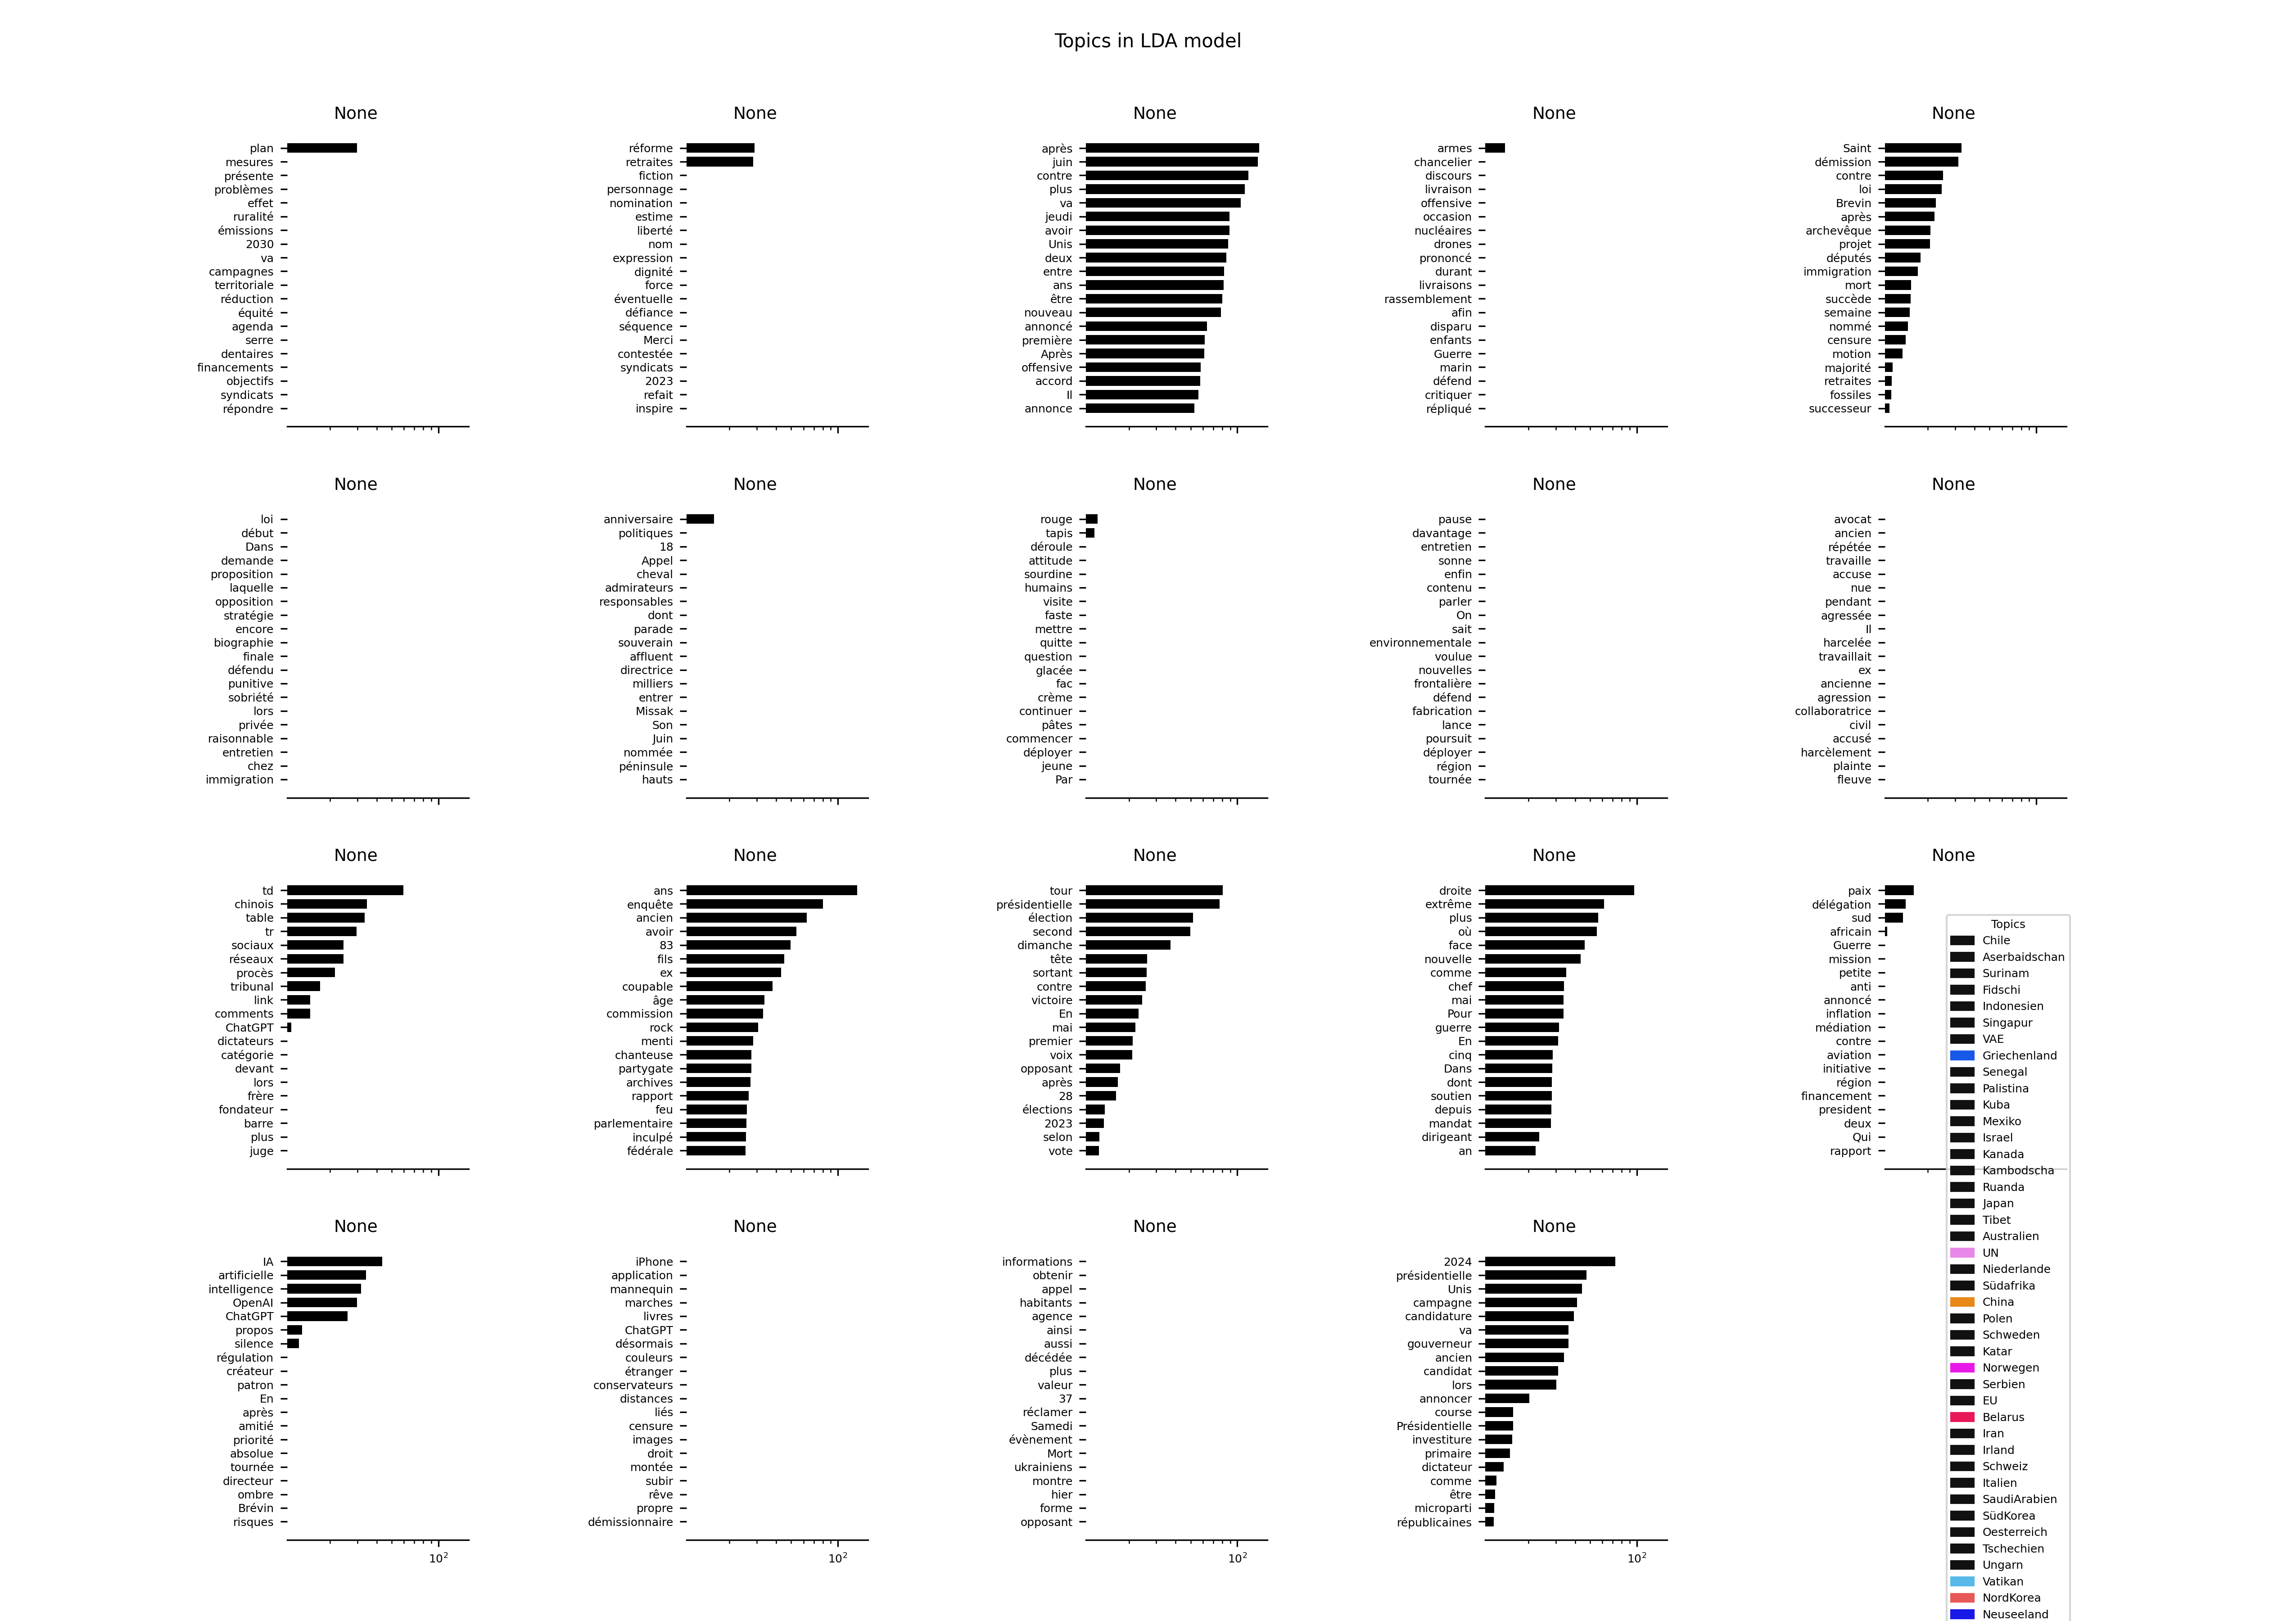 Topics in LDA model
None
plan
mesures
présente
problèmes
effet
ruralité
émissions
2030
va
campagnes
territoriale
réduction
équité
agenda
serre
dentaires
financements
objectifs
syndicats
répondre
None
réforme
retraites
fiction
personnage
nomination
estime
liberté
nom
expression
dignité
force
éventuelle
défiance
séquence
Merci
contestée
syndicats
2023
refait
inspire
None
après
juin
contre
plus
va
jeudi
avoir
Unis
deux
entre
ans
être
nouveau
annoncé
première
Après
offensive
accord
Il
annonce
None
armes
chancelier
discours
livraison
offensive
occasion
nucléaires
drones
prononcé
durant
livraisons
rassemblement
afin
disparu
enfants
Guerre
marin
défend
critiquer
répliqué
None
Saint
démission
contre
loi
Brevin
après
archevêque
projet
députés
immigration
mort
succède
semaine
nommé
censure
motion
majorité
retraites
fossiles
successeur
None
loi
début
Dans
demande
proposition
laquelle
opposition
stratégie
encore
biographie
finale
défendu
punitive
sobriété
lors
privée
raisonnable
entretien
chez
immigration
None
anniversaire
politiques
18
Appel
cheval
admirateurs
responsables
dont
parade
souverain
affluent
directrice
milliers
entrer
Missak
Son
Juin
nommée
péninsule
hauts
None
rouge
tapis
déroule
attitude
sourdine
humains
visite
faste
mettre
quitte
question
glacée
fac
crème
continuer
pâtes
commencer
déployer
jeune
Par
None
pause
davantage
entretien
sonne
enfin
contenu
parler
On
sait
environnementale
voulue
nouvelles
frontalière
défend
fabrication
lance
poursuit
déployer
région
tournée
None
avocat
ancien
répétée
travaille
accuse
nue
pendant
agressée
Il
harcelée
travaillait
ex
ancienne
agression
collaboratrice
civil
accusé
harcèlement
plainte
fleuve
None
td
chinois
table
tr
sociaux
réseaux
procès
tribunal
link
comments
ChatGPT
dictateurs
catégorie
devant
lors
frère
fondateur
barre
plus
juge
None
ans
enquête
ancien
avoir
83
fils
ex
coupable
âge
commission
rock
menti
chanteuse
partygate
archives
rapport
feu
parlementaire
inculpé
fédérale
None
tour
présidentielle
élection
second
dimanche
tête
sortant
contre
victoire
En
mai
premier
voix
opposant
après
28
élections
2023
selon
vote
None
droite
extrême
plus
où
face
nouvelle
comme
chef
mai
Pour
guerre
En
cinq
Dans
dont
soutien
depuis
mandat
dirigeant
an
None
paix
délégation
sud
africain
Guerre
mission
petite
anti
annoncé
inflation
médiation
contre
aviation
initiative
région
financement
president
deux
Qui
rapport
None
IA
artificielle
intelligence
OpenAI
ChatGPT
propos
silence
régulation
créateur
patron
En
après
amitié
priorité
absolue
tournée
directeur
ombre
Brévin
risques
10²
None
iPhone
application
mannequin
marches
livres
ChatGPT
désormais
couleurs
étranger
conservateurs
distances
liés
censure
images
droit
montée
subir
rêve
propre
démissionnaire
10²
None
informations
obtenir
appel
habitants
agence
ainsi
aussi
décédée
plus
valeur
37
réclamer
Samedi
évènement
Mort
ukrainiens
montre
hier
forme
opposant
10²
None
2024
présidentielle
Unis
campagne
candidature
va
gouverneur
ancien
candidat
lors
annoncer
course
Présidentielle
investiture
primaire
dictateur
comme
être
microparti
républicaines
10²
Topics
Chile
Aserbaidschan
Surinam
Fidschi
Indonesien
Singapur
VAE
Griechenland
Senegal
Palistina
Kuba
Mexiko
Israel
Kanada
Kambodscha
Ruanda
Japan
Tibet
Australien
UN
Niederlande
Südafrika
China
Polen
Schweden
Katar
Norwegen
Serbien
EU
Belarus
Iran
Irland
Schweiz
Italien
SaudiArabien
SüdKorea
Oesterreich
Tschechien
Ungarn
Vatikan
NordKorea
Neuseeland